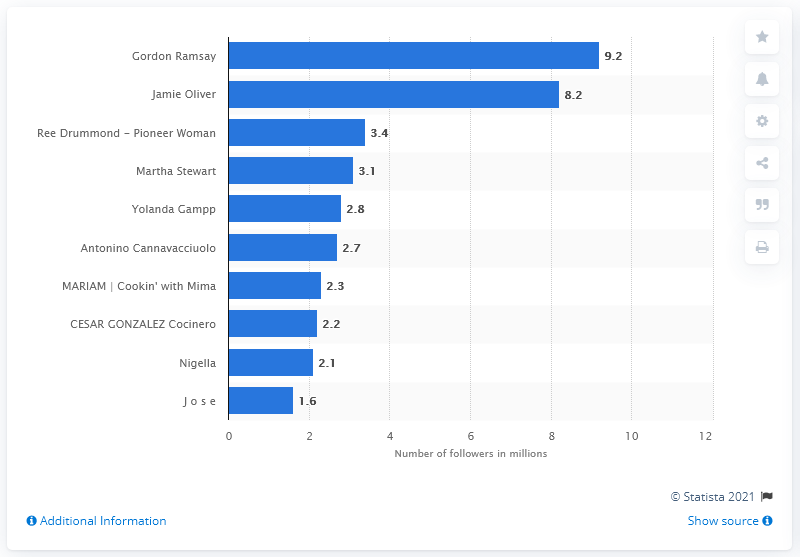 Gordon Ramsay 9.2
Jamie Oliver 8.2
Ree Drummond - Pioneer Woman 3.4
Martha Stewart 3.1
Yolanda Gampp 2.8
Antonino Cannavacciuolo 2.7
MARIAM | Cookin' with Mima 2.3
CESAR GONZALEZ Cocinero 2.2
Nigella 2.1
J o s e 1.6
0 2 4 6 8 10 12
Number of followers in millions
© Statista 2021
Additional Information Show source